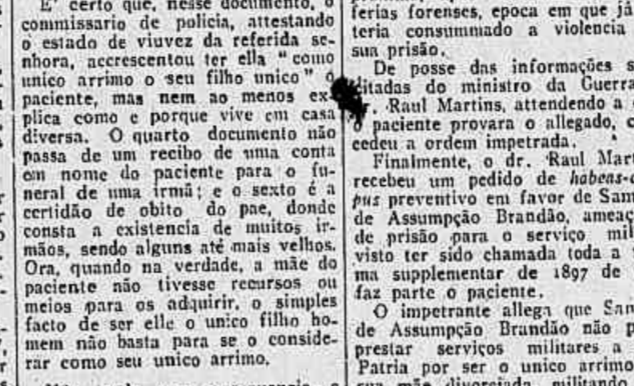 E' certo que, nesse documento, o
commissario de policia, attestando
o estado de viuvez da referida se-
nhora, accrescentou ter ella "como
unico arrimo o seu filho unico" o
paciente, mas nem ao menos ex-
plica como e porque vive em casa
diversa. O quarto documento não
passa de um recibo de uma conta
em nome do paciente para o fu-
neral de uma irmã; e o sexto é a
certidão de obito do pae, donde
consta a existencia de muitos ir-
mãos, sendo alguns até mais velhos.
Ora, quando na verdade, a mãe do
paciente não tivesse recursos ou
meios para os adquirir, o simples
facto de ser elle o unico filho ho-
mem não basta para se o conside-
rar como seu unico arrimo.
ferias forenses, epoca em que já
teria consummado a violencia
sua prisão.
De posse das informações s
citadas do ministro da Guerra
dr. Raul Martins, attendendo a
o paciente provara o allegado, c
cedeu a ordem impetrada.
Finalmente, o dr. Raul Mart
recebeu um pedido de habeas-c
pus preventivo em favor de San
de Assumpção Brandão, ameaç
de prisão para o serviço mil
visto ter sido chamada toda a
ma supplementar de 1897 de
faz parte o paciente.
O impetrante allega que San
de Assumpção Brandão não p
prestar serviços militares a
Patria por ser o unico arrimo
sua mãe divorciada, militando